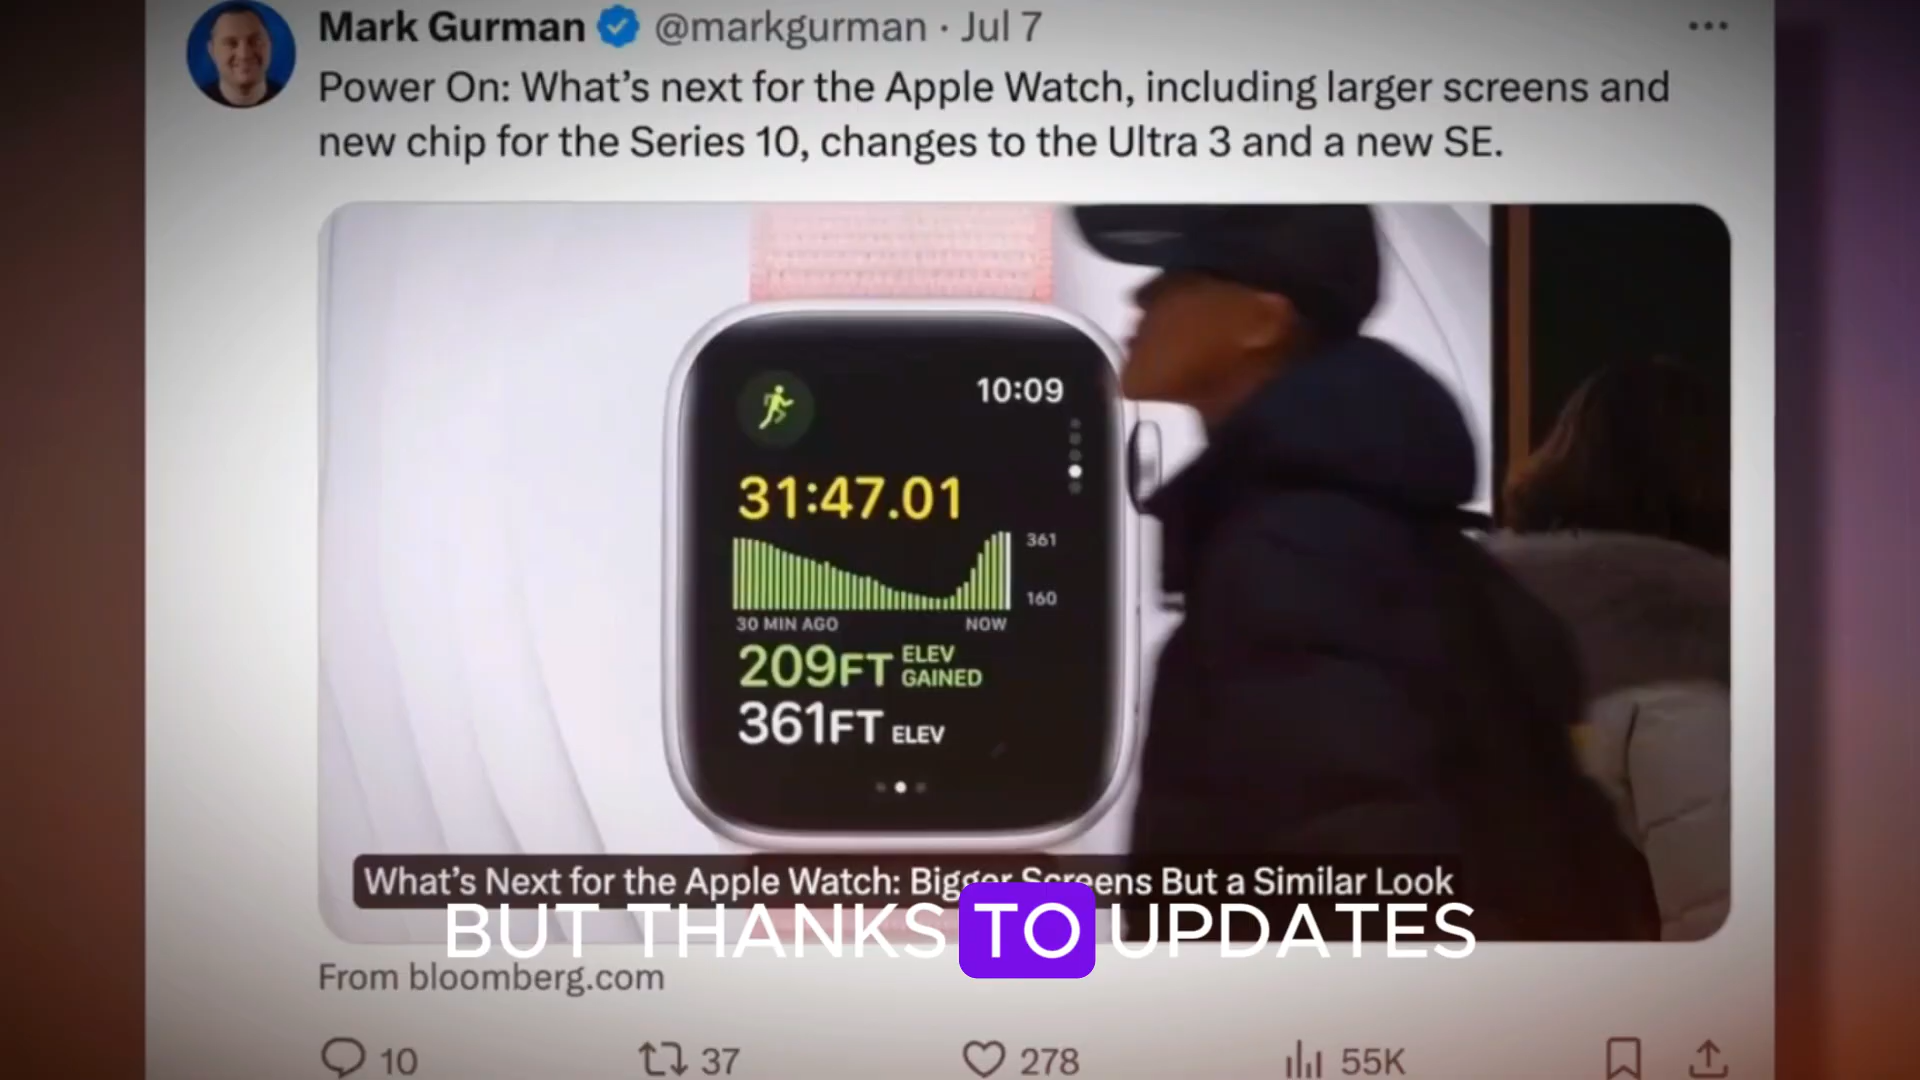 Mark Gurman @markgurman · Jul 7
Power On: What's next for the Apple Watch, including larger screens and
new chip for the Series 10, changes to the Ultra 3 and a new SE.
10:09
31:47.01
361
160
30 MIN AGO NOW
209FT ELEV GAINED
361FT ELEV
What's Next for the Apple Watch: Bigger Screens But a Similar Look
BUT THANKS TO UPDATES
From bloomberg.com
10 37 278 55K